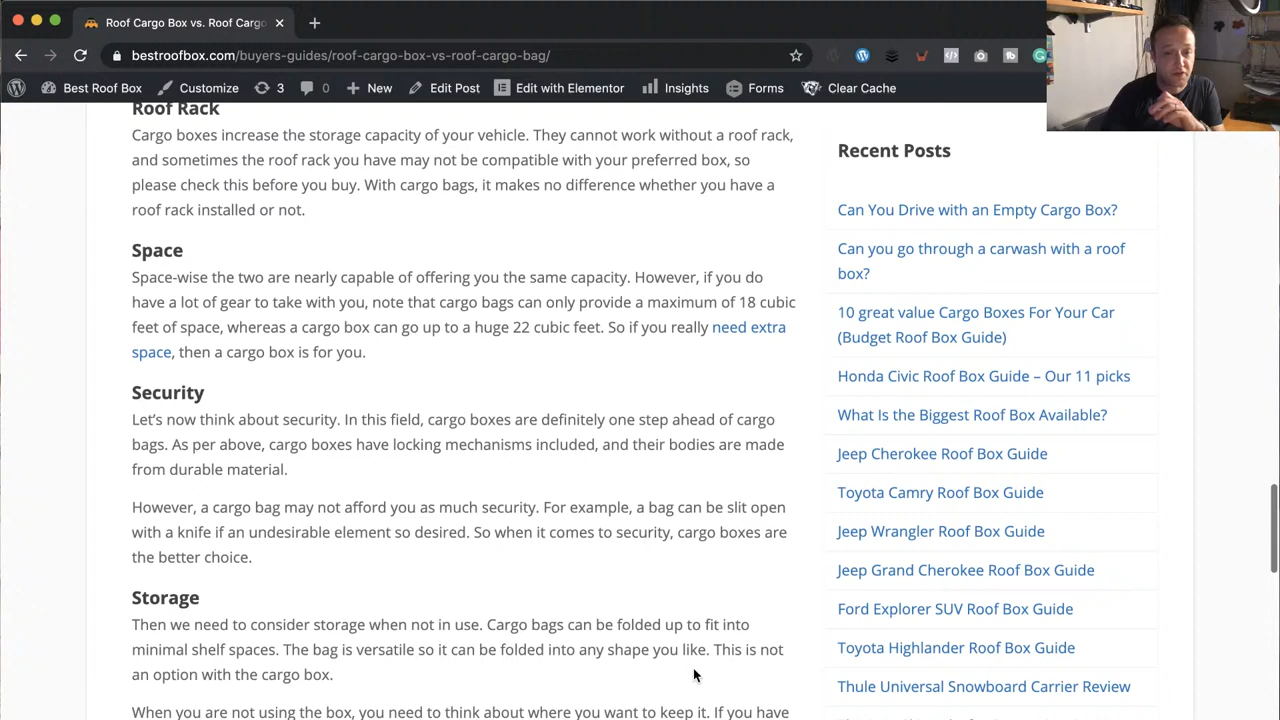 Roof Cargo Box vs. Roof Cargo
bestroofbox.com/buyers-guides/roof-cargo-box-vs-roof-cargo-bag/
Best Roof Box Customize 3 0 New Edit Po Edit with Elementor Insights Forms Clear Cache
Roof Rack
Cargo boxes increase the storage capacity of your vehicle. They cannot work without a roof rack,
and sometimes the roof rack you have may not be compatible with your preferred box, so
please check this before you buy. With cargo bags, it makes no difference whether you have a
roof rack installed or not.
Space
Space-wise the two are nearly capable of offering you the same capacity. However, if you do
have a lot of gear to take with you, note that cargo bags can only provide a maximum of 18 cubic
feet of space, whereas a cargo box can go up to a huge 22 cubic feet. So if you really need extra
space, then a cargo box is for you.
Security
Let's now think about security. In this field, cargo boxes are definitely one step ahead of cargo
bags. As per above, cargo boxes have locking mechanisms included, and their bodies are made
from durable material.
However, a cargo bag may not afford you as much security. For example, a bag can be slit open
with a knife if an undesirable element so desired. So when it comes to security, cargo boxes are
the better choice.
Storage
Then we need to consider storage when not in use. Cargo bags can be folded up to fit into
minimal shelf spaces. The bag is versatile so it can be folded into any shape you like. This is not
an option with the cargo box.
When you are not using the box, you need to think about where you want to keep it. If you have
Recent Posts
Can You Drive with an Empty Cargo Box?
Can you go through a carwash with a roof
box?
10 great value Cargo Boxes For Your Car
(Budget Roof Box Guide)
Honda Civic Roof Box Guide – Our 11 picks
What Is the Biggest Roof Box Available?
Jeep Cherokee Roof Box Guide
Toyota Camry Roof Box Guide
Jeep Wrangler Roof Box Guide
Jeep Grand Cherokee Roof Box Guide
Ford Explorer SUV Roof Box Guide
Toyota Highlander Roof Box Guide
Thule Universal Snowboard Carrier Review